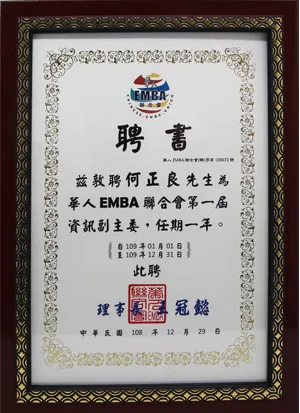 EMBA
聯合會
聘書
華人EMBA聯合會(聘)字第108072號
茲敦聘何正良先生為
華人EMBA聯合會第一屆
資訊副主委，任期一年。
自109年01月01日
至109年12月31日
此聘
理事長 王冠懿
中華民國 108 年 12 月 29 日